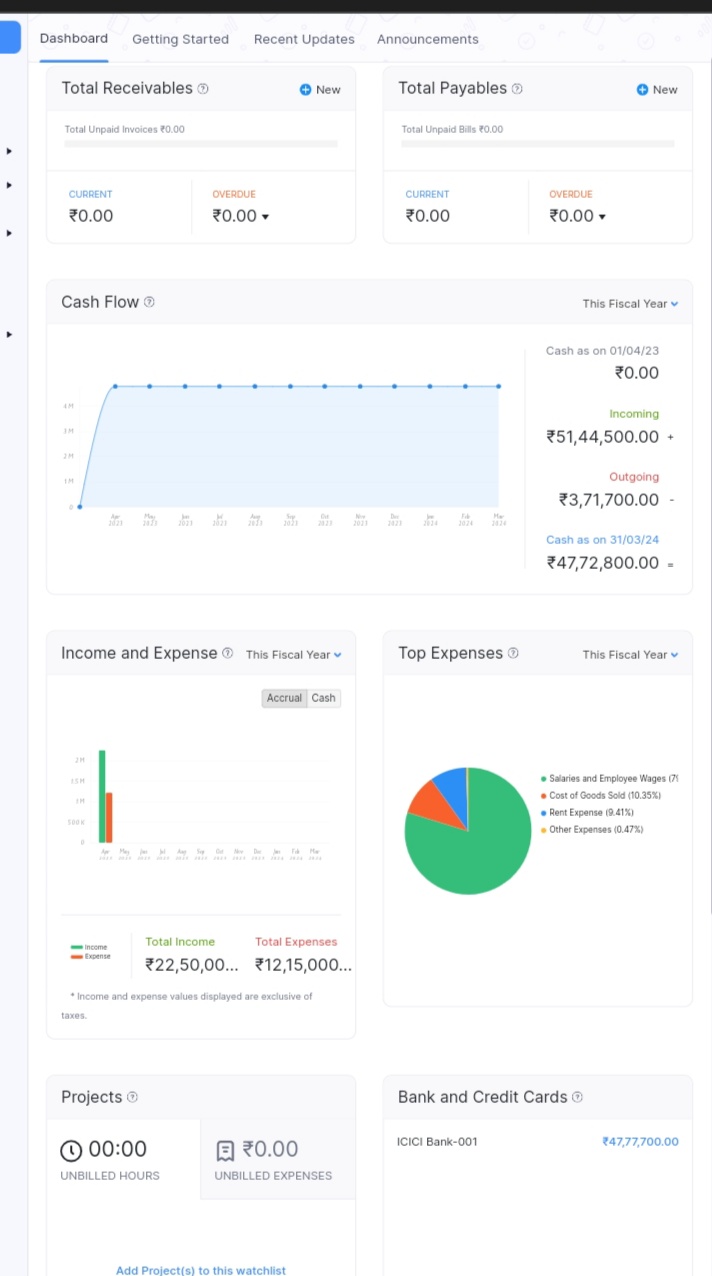 Dashboard Getting Started Recent Updates Announcements
Total Receivables
New
Total Unpaid Invoices ₹0.00
CURRENT
₹0.00
OVERDUE
₹0.00
Total Payables
New
Total Unpaid Bills ₹0.00
CURRENT
₹0.00
OVERDUE
₹0.00
Cash Flow
This Fiscal Year
4 M
3 M
2 M
1 M
0
Apr 2023 May 2023 Jun 2023 Jul 2023 Aug 2023 Sep 2023 Oct 2023 Nov 2023 Dec 2023 Jan 2024 Feb 2024 Mar 2024
Cash as on 01/04/23
₹0.00
Incoming
₹51,44,500.00 +
Outgoing
₹3,71,700.00 -
Cash as on 31/03/24
₹47,72,800.00 =
Income and Expense
This Fiscal Year
Accrual Cash
2 M
1.5 M
1 M
500 K
0
Apr 2023 May 2023 Jun 2023 Jul 2023 Aug 2023 Sep 2023 Oct 2023 Nov 2023 Dec 2023 Jan 2024 Feb 2024 Mar 2024
Income
Expense
Total Income
₹22,50,00...
Total Expenses
₹12,15,000...
* Income and expense values displayed are exclusive of
taxes.
Top Expenses
This Fiscal Year
Salaries and Employee Wages (79
Cost of Goods Sold (10.35%)
Rent Expense (9.41%)
Other Expenses (0.47%)
Projects
00:00
UNBILLED HOURS
₹0.00
UNBILLED EXPENSES
Add Project(s) to this watchlist
Bank and Credit Cards
ICICI Bank-001 ₹47,77,700.00